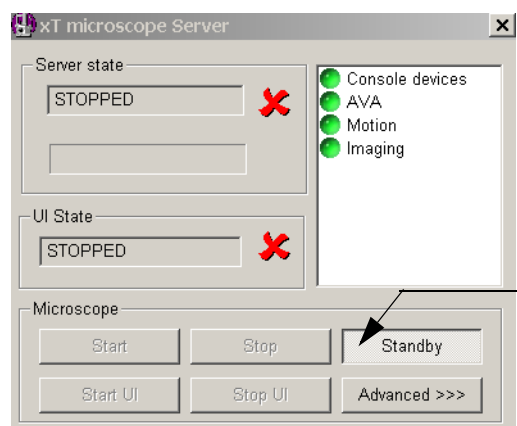 xT microscope Server
Server state
STOPPED
Console devices
AVA
Motion
Imaging
UI State
STOPPED
Microscope
Start Stop Standby
Start UI Stop UI Advanced >>>